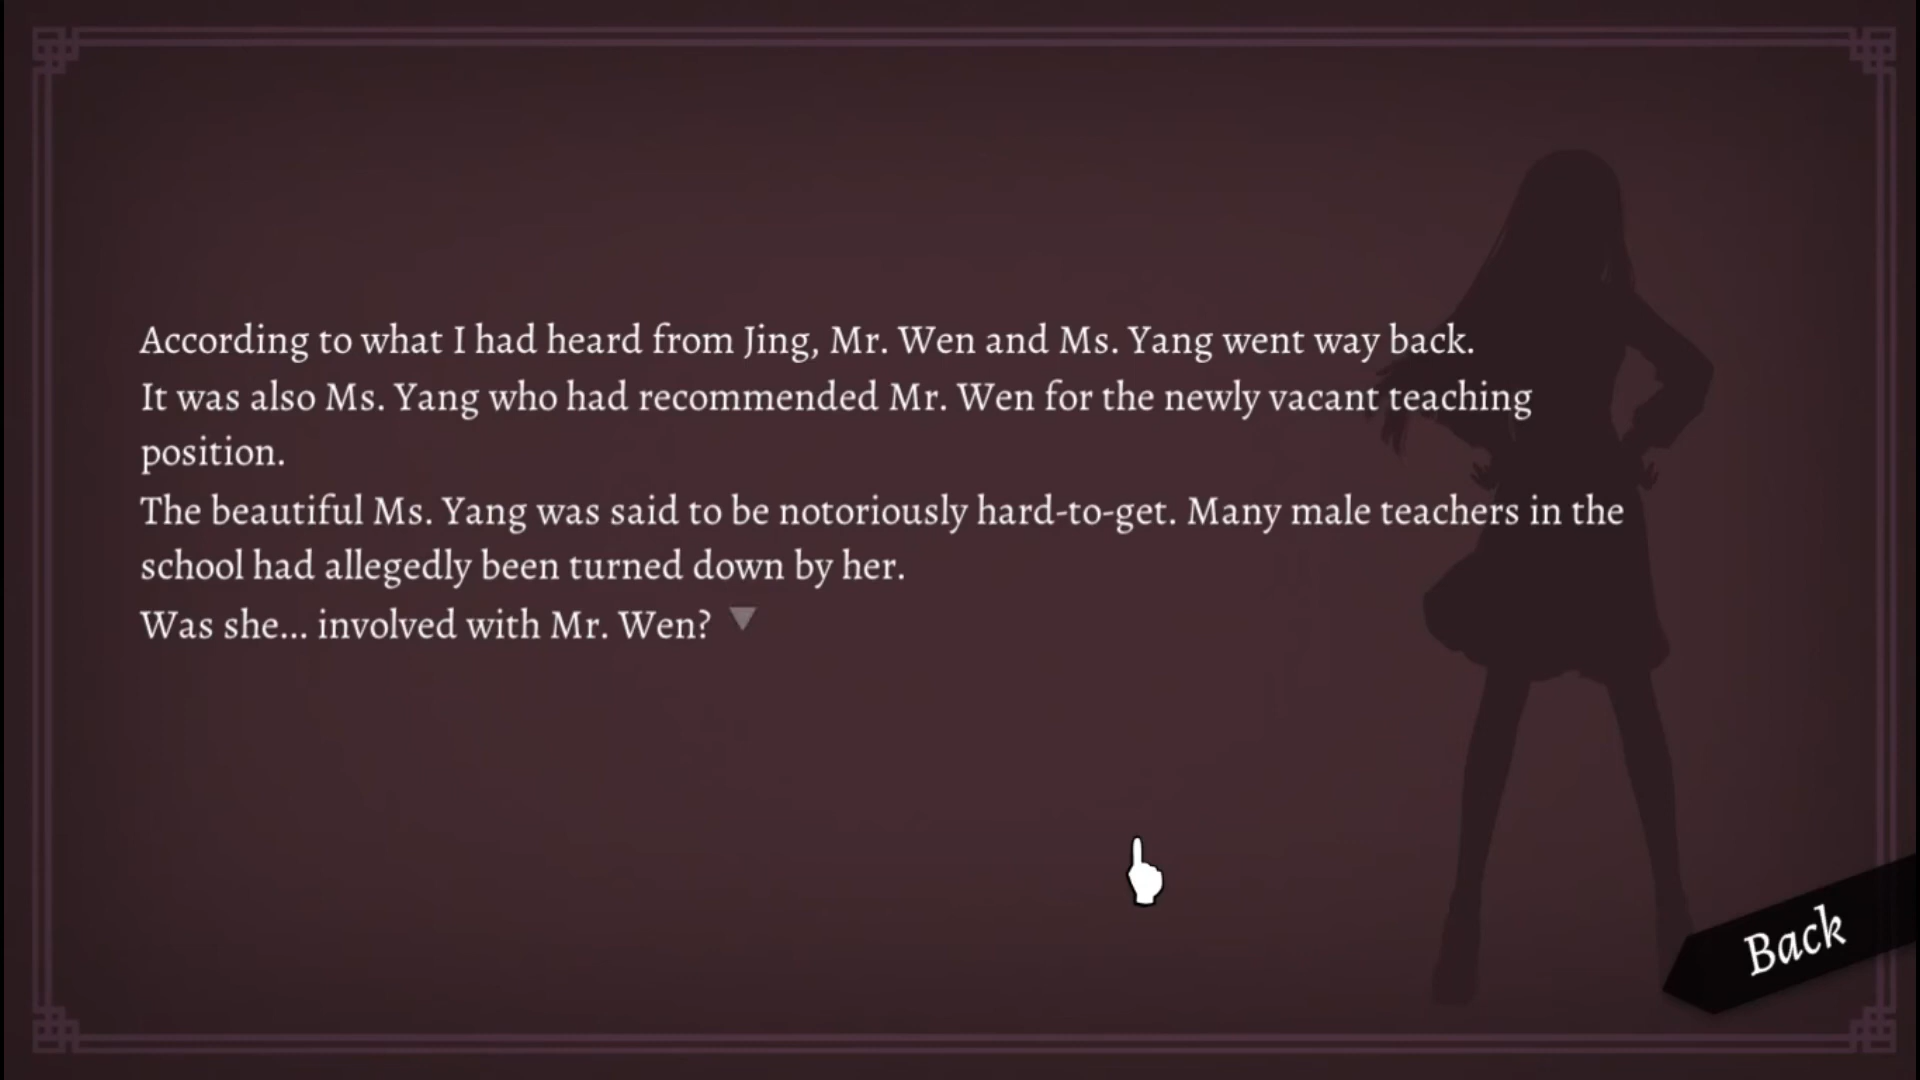 According to what I had heard from Jing, Mr. Wen and Ms. Yang went way back.
It was also Ms. Yang who had recommended Mr. Wen for the newly vacant teaching
position.
The beautiful Ms. Yang was said to be notoriously hard-to-get. Many male teachers in the
school had allegedly been turned down by her.
Was she... involved with Mr. Wen?
Back